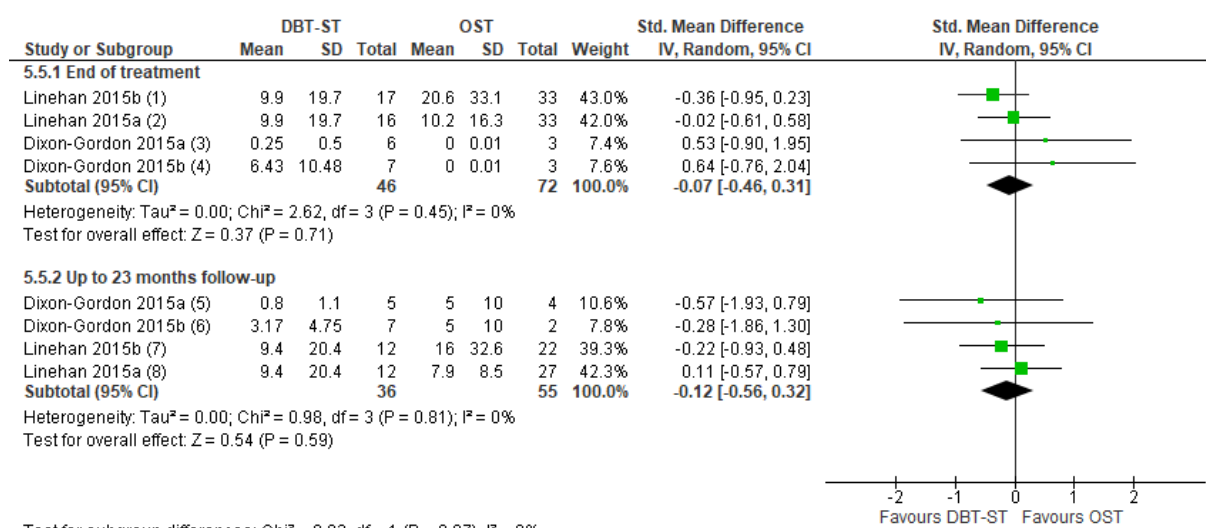 DBT-ST OST Std. Mean Difference Std. Mean Difference
Study or Subgroup Mean SD Total Mean SD Total Weight IV, Random, 95% CI IV, Random, 95% CI
5.5.1 End of treatment
Linehan 2015b (1) 9.9 19.7 17 20.6 33.1 33 43.0% -0.36 [-0.95, 0.23]
Linehan 2015a (2) 9.9 19.7 16 10.2 16.3 33 42.0% -0.02 [-0.61, 0.58]
Dixon-Gordon 2015a (3) 0.25 0.5 6 0 0.01 3 7.4% 0.53 [-0.90, 1.95]
Dixon-Gordon 2015b (4) 6.43 10.48 7 0 0.01 3 7.6% 0.64 [-0.76, 2.04]
Subtotal (95% CI) 46 72 100.0% -0.07 [-0.46, 0.31]
Heterogeneity: Tau² = 0.00; Chi² = 2.62, df = 3 (P = 0.45); I² = 0%
Test for overall effect: Z = 0.37 (P = 0.71)
5.5.2 Up to 23 months follow-up
Dixon-Gordon 2015a (5) 0.8 1.1 5 5 10 4 10.6% -0.57 [-1.93, 0.79]
Dixon-Gordon 2015b (6) 3.17 4.75 7 5 10 2 7.8% -0.28 [-1.86, 1.30]
Linehan 2015b (7) 9.4 20.4 12 16 32.6 22 39.3% -0.22 [-0.93, 0.48]
Linehan 2015a (8) 9.4 20.4 12 7.9 8.5 27 42.3% 0.11 [-0.57, 0.79]
Subtotal (95% CI) 36 55 100.0% -0.12 [-0.56, 0.32]
Heterogeneity: Tau² = 0.00; Chi² = 0.98, df = 3 (P = 0.81); I² = 0%
Test for overall effect: Z = 0.54 (P = 0.59)
-2 -1 0 1 2
Favours DBT-ST Favours OST
Test for subgroup differences: Chi²